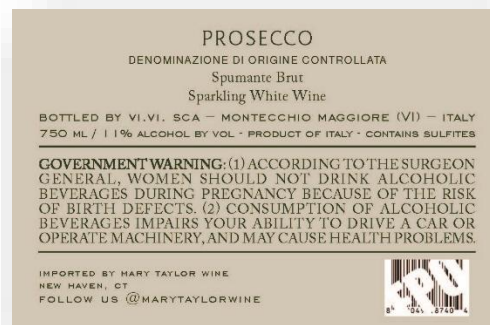 PROSECCO
DENOMINAZIONE DI ORIGINE CONTROLLATA
Spumante Brut
Sparkling White Wine
BOTTLED BY VI.VI. SCA – MONTECCHIO MAGGIORE (VI) – ITALY
750 ML / 11% ALCOHOL BY VOL · PRODUCT OF ITALY · CONTAINS SULFITES
GOVERNMENT WARNING: (1) ACCORDING TO THE SURGEON
GENERAL, WOMEN SHOULD NOT DRINK ALCOHOLIC
BEVERAGES DURING PREGNANCY BECAUSE OF THE RISK
OF BIRTH DEFECTS. (2) CONSUMPTION OF ALCOHOLIC
BEVERAGES IMPAIRS YOUR ABILITY TO DRIVE A CAR OR
OPERATE MACHINERY, AND MAY CAUSE HEALTH PROBLEMS.
IMPORTED BY MARY TAYLOR WINE
NEW HAVEN, CT
FOLLOW US @MARYTAYLORWINE